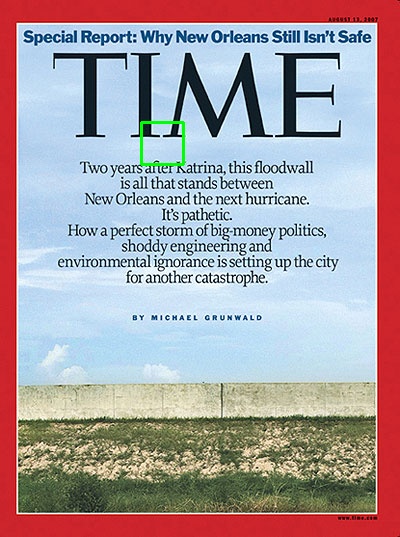 AUGUST 13, 2007
Special Report: Why New Orleans Still Isn't Safe
TIME
Two years after Katrina, this floodwall
is all that stands between
New Orleans and the next hurricane.
It's pathetic.
How a perfect storm of big-money politics,
shoddy engineering and
environmental ignorance is setting up the city
for another catastrophe.
BY MICHAEL GRUNWALD
www.time.com